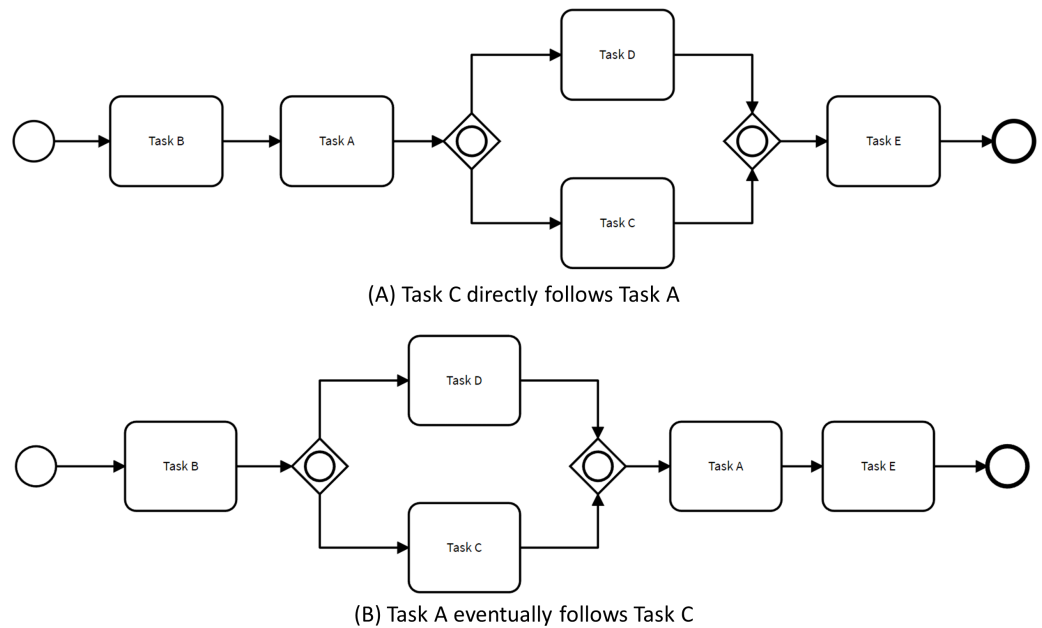 Task D
Task B
Task A
Task E
Task C
(A) Task C directly follows Task A
Task D
Task B
Task A
Task E
Task C
(B) Task A eventually follows Task C